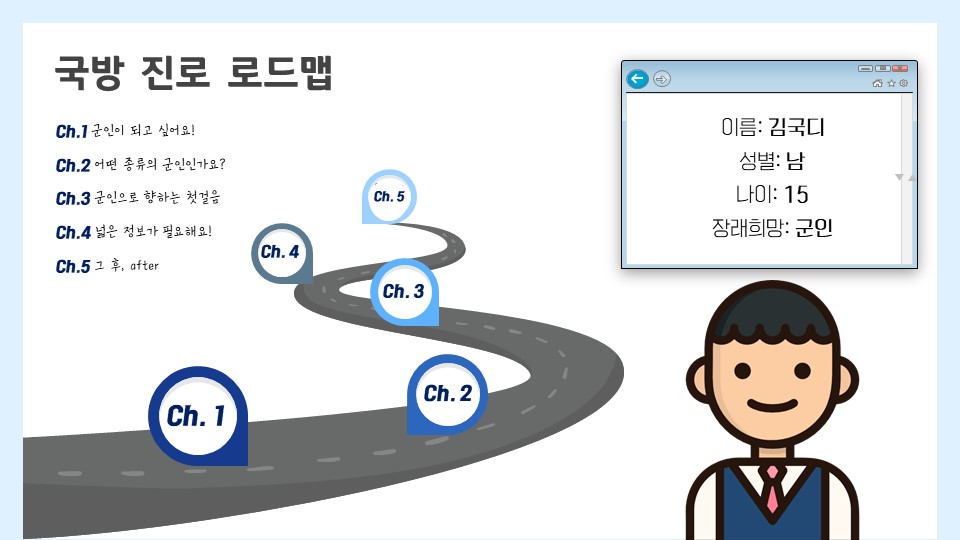 국방 진로 로드맵
Ch.1 군인이 되고 싶어요!
Ch.2 어떤 종류의 군인인가요?
Ch.3 군인으로 향하는 첫걸음
Ch.4 넓은 정보가 필요해요!
Ch.5 그 후, after
이름: 김국디
성별: 남
나이: 15
장래희망: 군인
Ch. 5
Ch. 4
Ch. 3
Ch. 2
Ch. 1